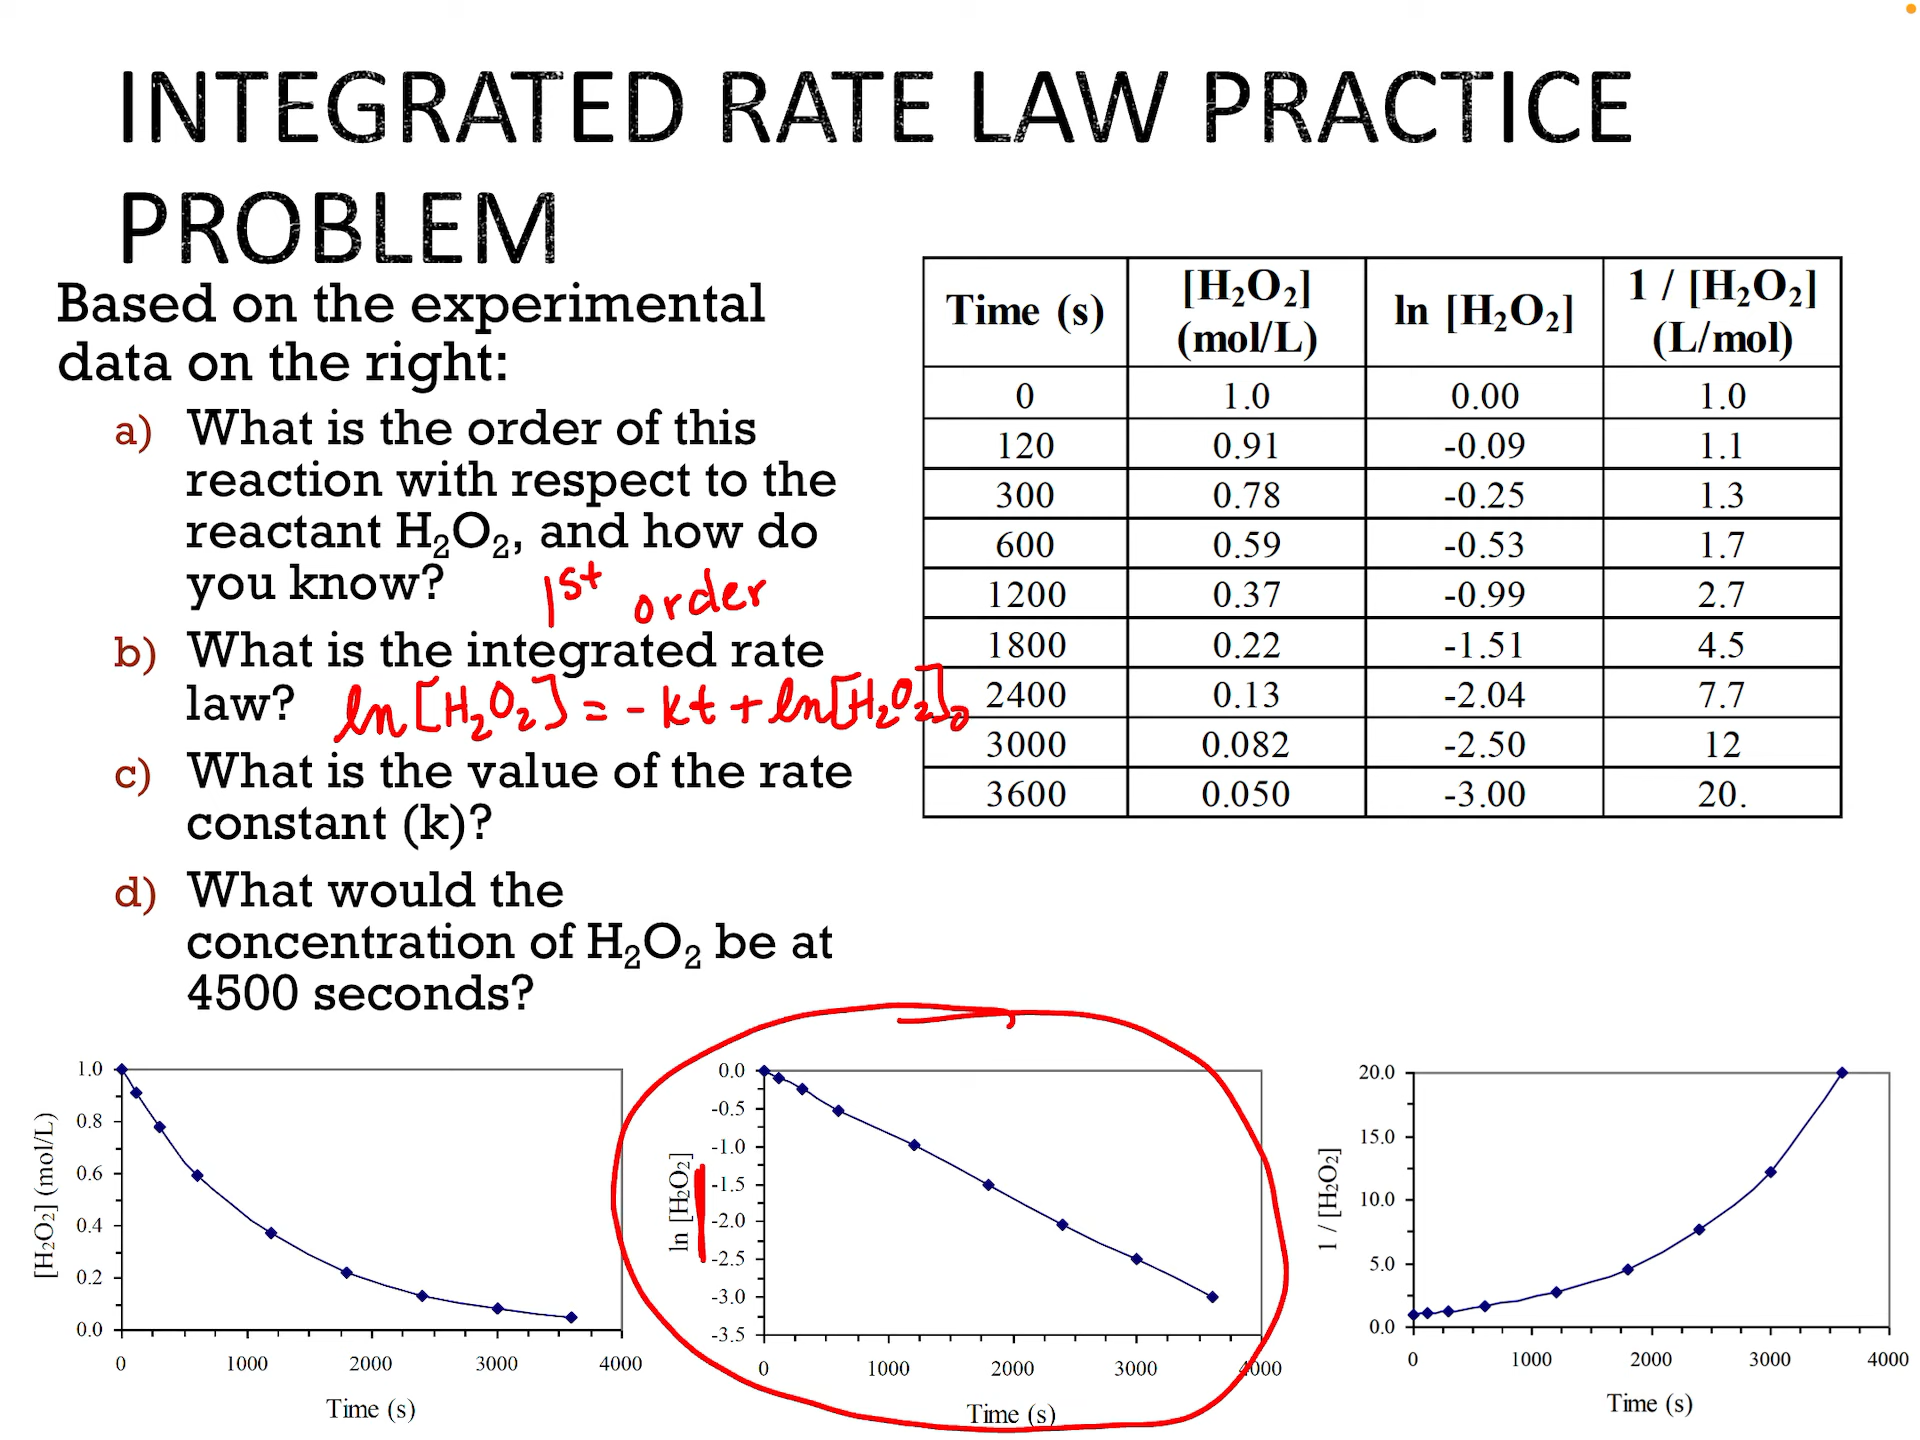 INTEGRATED RATE LAW PRACTICE
PROBLEM
Based on the experimental
data on the right:
a) What is the order of this
reaction with respect to the
reactant H₂O₂, and how do
you know?
1st order
b) What is the integrated rate
law?
ln[H₂O₂] = -kt + ln[H₂O₂]₀
c) What is the value of the rate
constant (k)?
d) What would the
concentration of H₂O₂ be at
4500 seconds?
Time (s) [H₂O₂] (mol/L) ln [H₂O₂] 1 / [H₂O₂] (L/mol)
0 1.0 0.00 1.0
120 0.91 -0.09 1.1
300 0.78 -0.25 1.3
600 0.59 -0.53 1.7
1200 0.37 -0.99 2.7
1800 0.22 -1.51 4.5
2400 0.13 -2.04 7.7
3000 0.082 -2.50 12
3600 0.050 -3.00 20.
[H₂O₂] (mol/L)
1.0
0.8
0.6
0.4
0.2
0.0
0 1000 2000 3000 4000
Time (s)
ln [H₂O₂]
0.0
-0.5
-1.0
-1.5
-2.0
-2.5
-3.0
-3.5
0 1000 2000 3000 4000
Time (s)
1 / [H₂O₂]
20.0
15.0
10.0
5.0
0.0
0 1000 2000 3000 4000
Time (s)